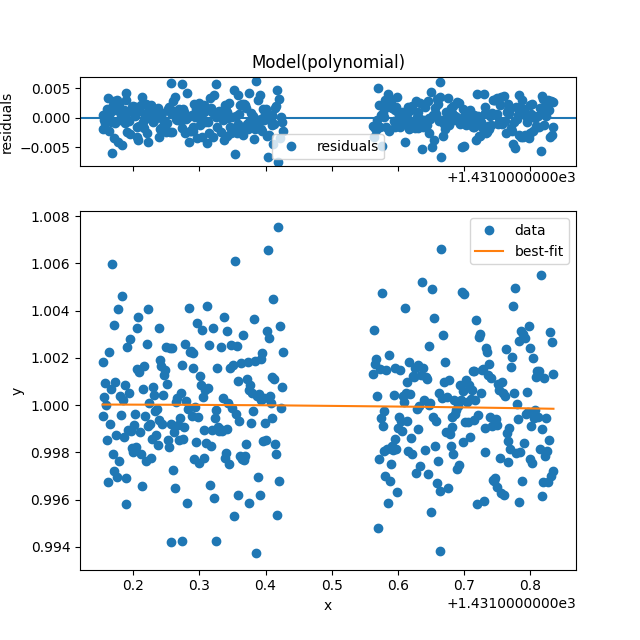 Model(polynomial)
residuals
0.005
0.000
−0.005
residuals
+1.4310000000e3
y
1.008
1.006
1.004
1.002
1.000
0.998
0.996
0.994
data
best-fit
0.2 0.3 0.4 0.5 0.6 0.7 0.8
x
+1.4310000000e3